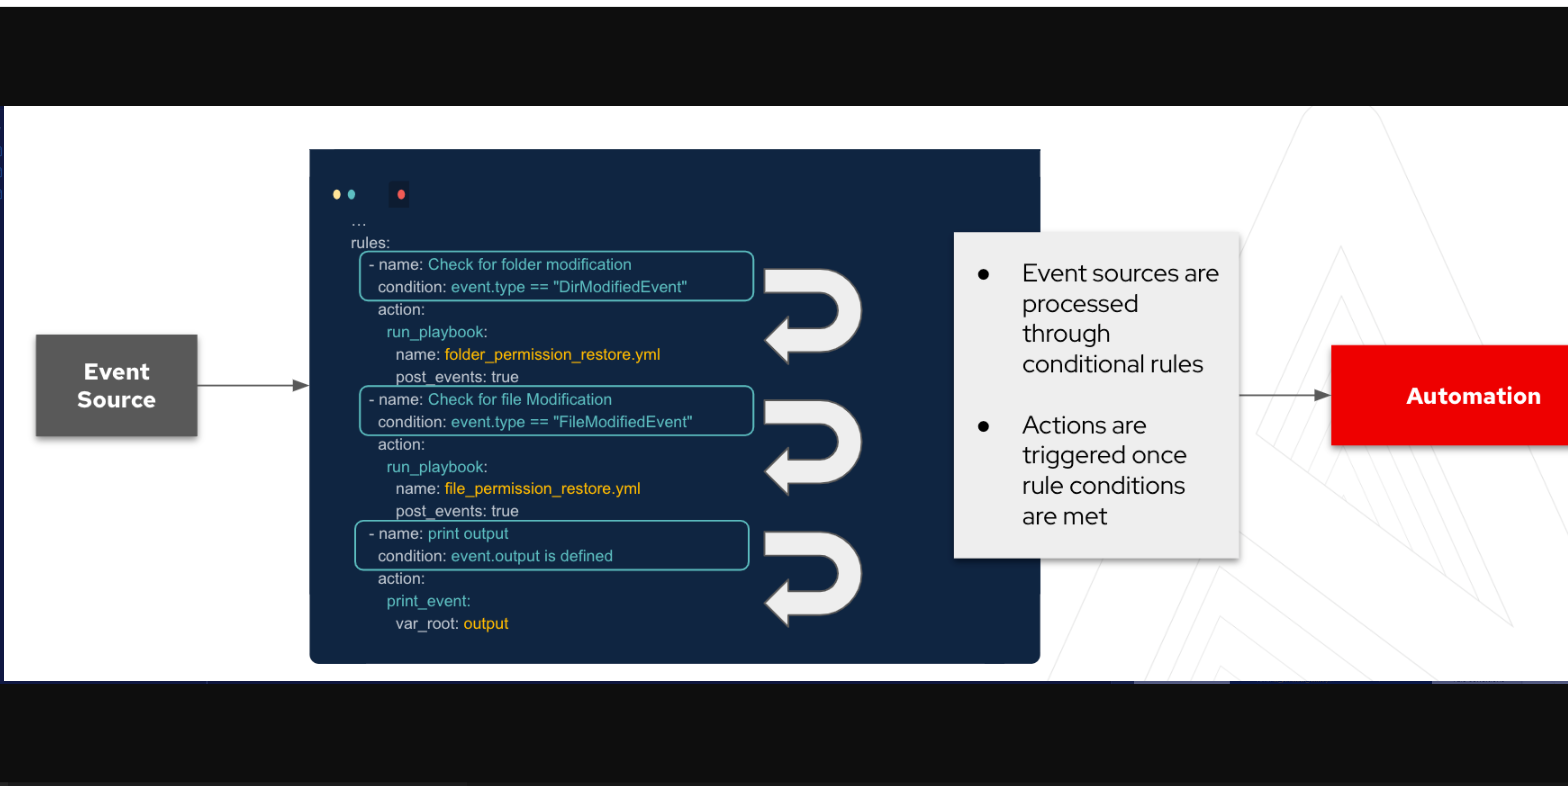 Event
Source
...
rules:
- name: Check for folder modification
condition: event.type == "DirModifiedEvent"
action:
run_playbook:
name: folder_permission_restore.yml
post_events: true
- name: Check for file Modification
condition: event.type == "FileModifiedEvent"
action:
run_playbook:
name: file_permission_restore.yml
post_events: true
- name: print output
condition: event.output is defined
action:
print_event:
var_root: output
● Event sources are
processed
through
conditional rules
● Actions are
triggered once
rule conditions
are met
Automation